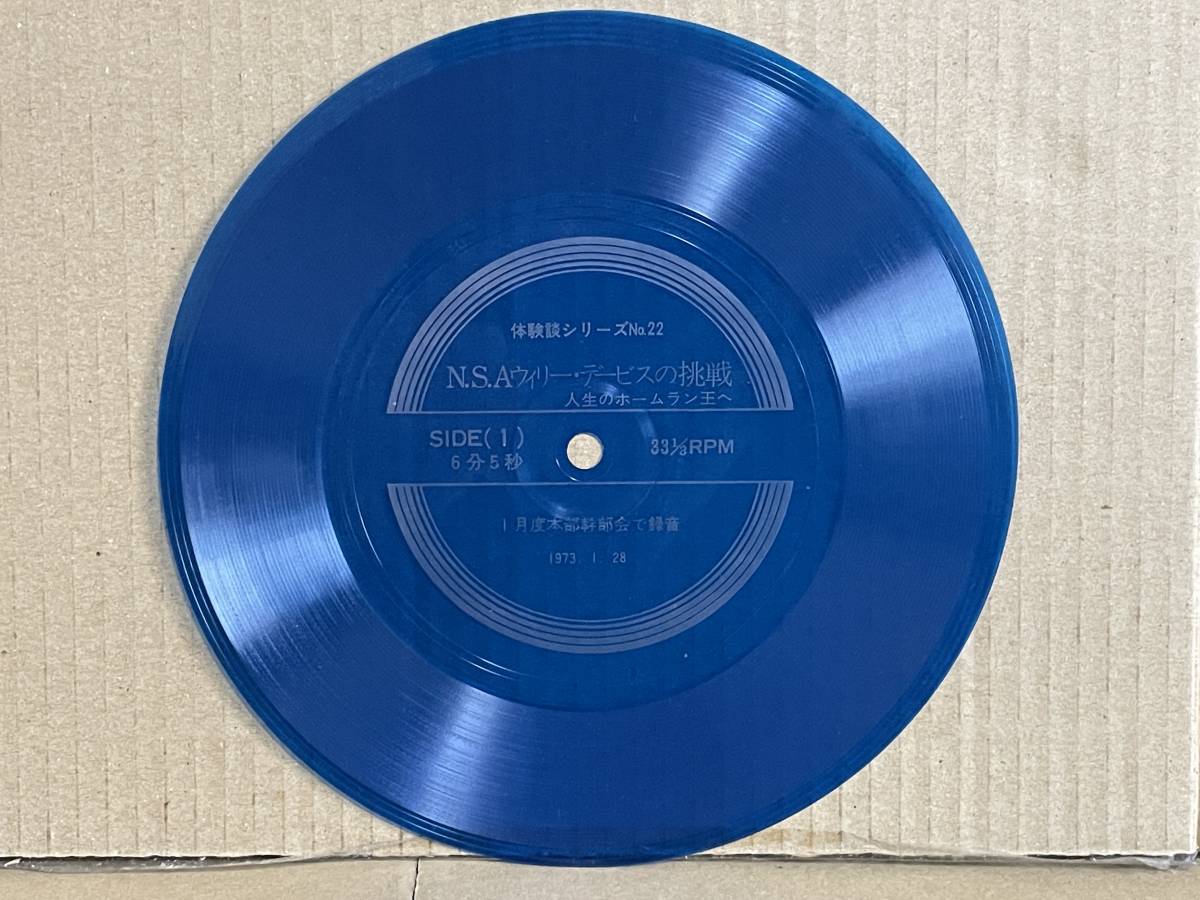 体験談シリーズNo.22
N.S.Aウィリー・デービスの挑戦
人生のホームラン王へ
SIDE(1)
6分5秒
33⅓RPM
1月度本部幹部会で録音
1973. 1. 28